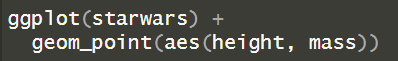 ggplot(starwars) +
  geom_point(aes(height, mass))